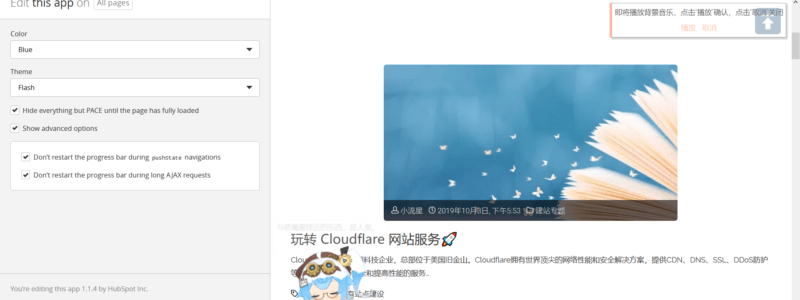 Edit this app on All pages
Color
Blue
Theme
Flash
Hide everything but PACE until the page has fully loaded
Show advanced options
Don't restart the progress bar during pushState navigations
Don't restart the progress bar during long AJAX requests
You're editing this app 1.1.4 by HubSpot Inc.
即将播放背景音乐，点击'播放'确认，点击'取消'关闭
播放 取消
小流星 2019年10月3日, 下午5:53 建站专题
玩转 Cloudflare 网站服务🚀
科技企业，总部位于美国旧金山。Cloudflare拥有世界顶尖的网络性能和安全解决方案，提供CDN、DNS、SSL、DDoS防护
和提高性能的服务..
站点建设